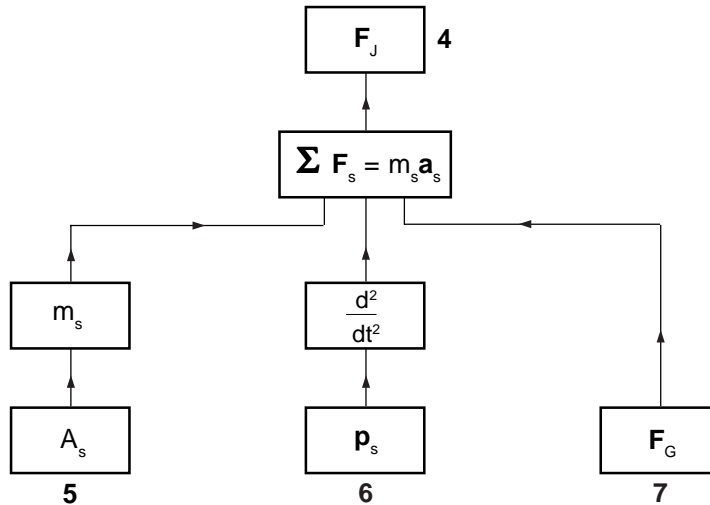 F_J 4
Σ F_s = m_s a_s
m_s
d²
dt²
A_s
p_s
F_G
5
6
7